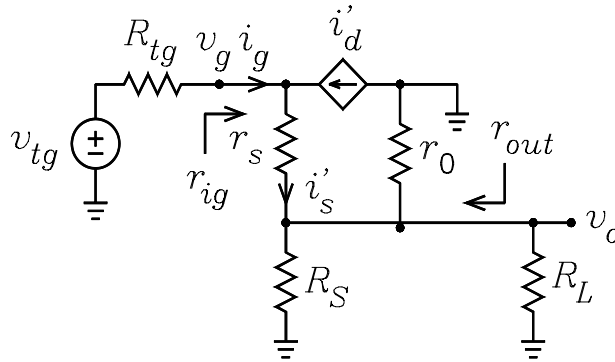 R_tg
v_g
i_g
i'_d
v_tg
+
−
r_ig
r_s
i'_s
r_0
r_out
v_o
R_S
R_L